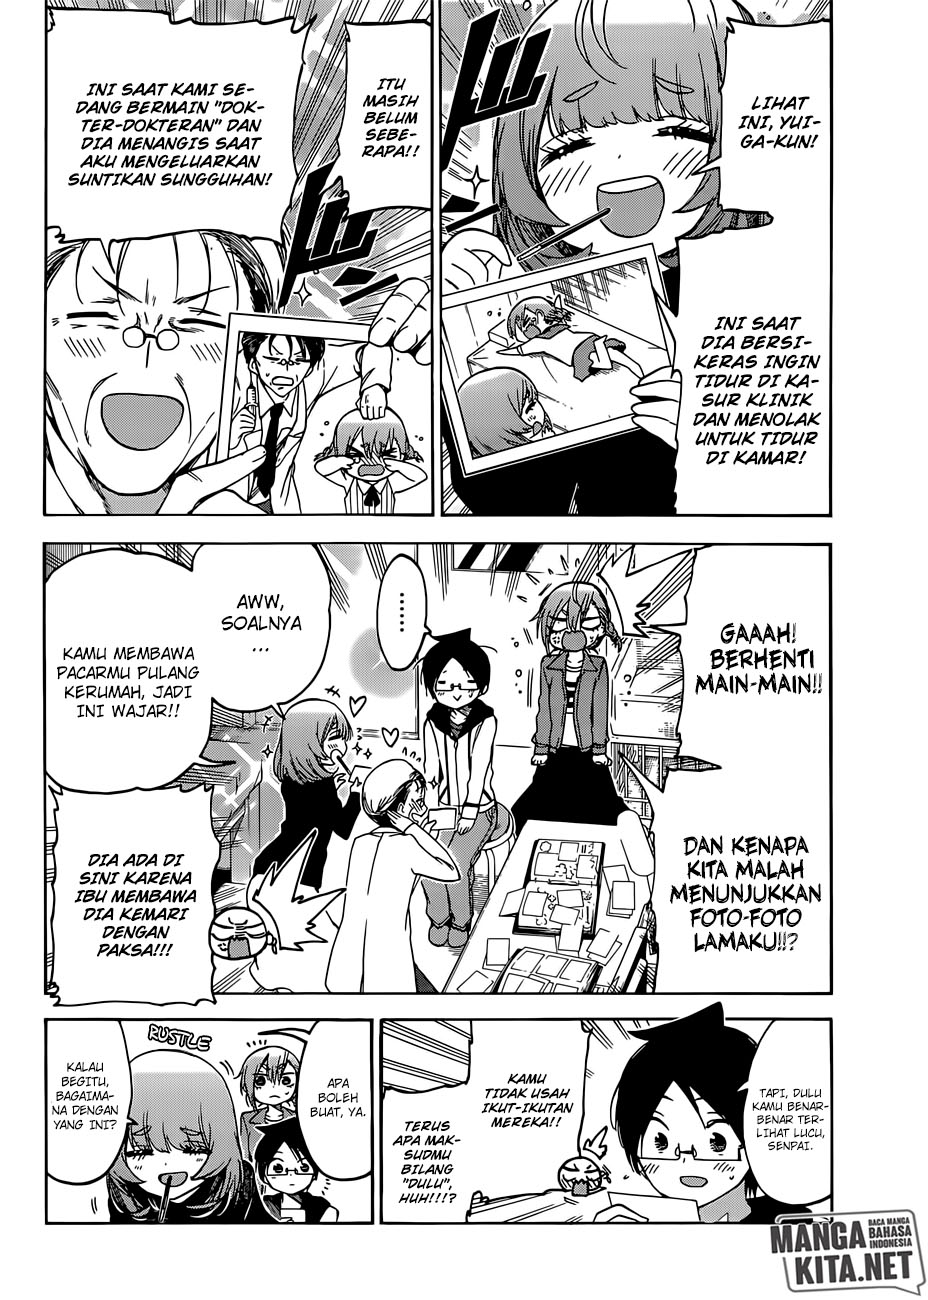 LIHAT
INI, YUI-
GA-KUN!
INI SAAT
DIA BERSI-
KERAS INGIN
TIDUR DI KA-
SUR KLINIK
DAN MENOLAK
UNTUK TIDUR
DI KAMAR!
ITU
MASIH
BELUM
SEBE-
RAPA!!
INI SAAT KAMI SE-
DANG BERMAIN "DOK-
TER-DOKTERAN" DAN
DIA MENANGIS SAAT
AKU MENGELUARKAN
SUNTIKAN SUNGGUHAN!
GAAAH!
BERHENTI
MAIN-MAIN!!
DAN KENAPA
KITA MALAH
MENUNJUKKAN
FOTO-FOTO
LAMAKU!!?
......
AWW,
SOALNYA
...
KAMU MEMBAWA
PACARMU PULANG
KERUMAH, JADI
INI WAJAR!!
DIA ADA DI
SINI KARENA
IBU MEMBAWA
DIA KEMARI
DENGAN
PAKSA!!!
TAPI, DULU
KAMU BENAR-
BENAR TER-
LIHAT LUCU,
SENPAI.
KAMU
TIDAK USAH
IKUT-IKUTAN
MEREKA!!
TERUS
APA MAK-
SUDMU
BILANG
"DULU",
HUH!!!?
APA
BOLEH
BUAT, YA.
RUSTLE
KALAU
BEGITU,
BAGAIMA-
NA DENGAN
YANG INI?
MANGA
KITA.NET
BACA MANGA
BAHASA
INDONESIA